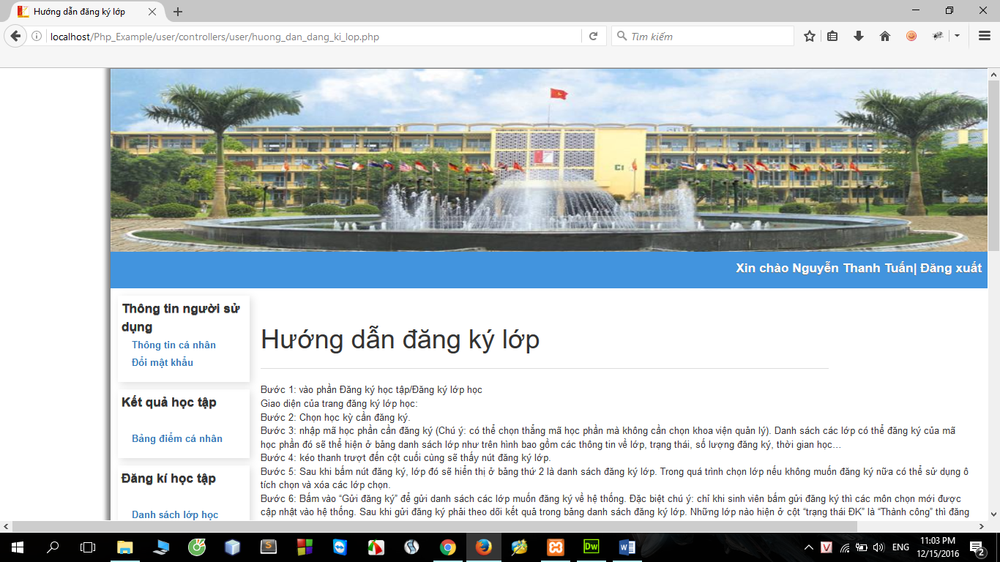 Hướng dẫn đăng ký lớp
localhost/Php_Example/user/controllers/user/huong_dan_dang_ki_lop.php
Tìm kiếm
C1
Xin chào Nguyễn Thanh Tuấn| Đăng xuất
Thông tin người sử
dụng
Thông tin cá nhân
Đổi mật khẩu
Kết quả học tập
Bảng điểm cá nhân
Đăng kí học tập
Danh sách lớp học
Hướng dẫn đăng ký lớp
Bước 1: vào phần Đăng ký học tập/Đăng ký lớp học
Giao diện của trang đăng ký lớp học:
Bước 2: Chọn học kỳ cần đăng ký.
Bước 3: nhập mã học phần cần đăng ký (Chú ý: có thể chọn thẳng mã học phần mà không cần chọn khoa viện quản lý). Danh sách các lớp có thể đăng ký của mã
học phần đó sẽ thể hiện ở bảng danh sách lớp như trên hình bao gồm các thông tin về lớp, trạng thái, số lượng đăng ký, thời gian học…
Bước 4: kéo thanh trượt đến cột cuối cùng sẽ thấy nút đăng ký lớp.
Bước 5: Sau khi bấm nút đăng ký, lớp đó sẽ hiển thị ở bảng thứ 2 là danh sách đăng ký lớp. Trong quá trình chọn lớp nếu không muốn đăng ký nữa có thể sử dụng ô
tích chọn và xóa các lớp chọn.
Bước 6: Bấm vào “Gửi đăng ký” để gửi danh sách các lớp muốn đăng ký về hệ thống. Đặc biệt chú ý: chỉ khi sinh viên bấm gửi đăng ký thì các môn chọn mới được
cập nhật vào hệ thống. Sau khi gửi đăng ký phải theo dõi kết quả trong bảng danh sách đăng ký lớp. Những lớp nào hiện ở cột “trạng thái ĐK” là “Thành công” thì đăng
S
Dw
W
V
ENG
11:03 PM
12/15/2016
2